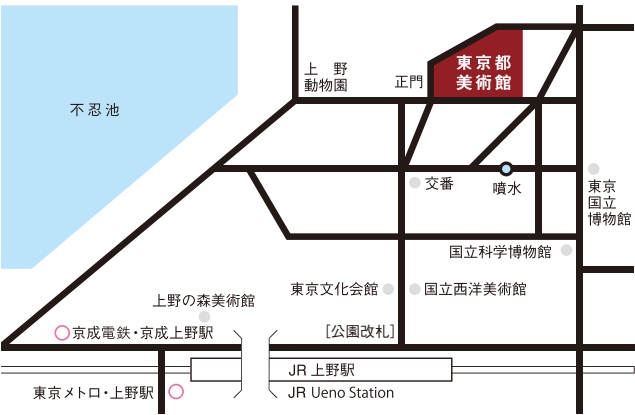 東京都
美術館
上 野
動物園
正門
不忍池
交番
噴水
東京
国立
博物館
国立科学博物館
東京文化会館
国立西洋美術館
上野の森美術館
[公園改札]
京成電鉄・京成上野駅
JR 上野駅
東京メトロ・上野駅
JR Ueno Station